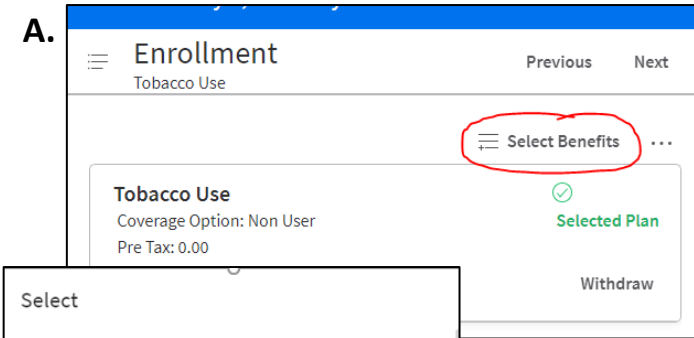 A.
Enrollment
Previous
Next
Tobacco Use
Select Benefits
...
Tobacco Use
Coverage Option: Non User
Selected Plan
Pre Tax: 0.00
Withdraw
Select